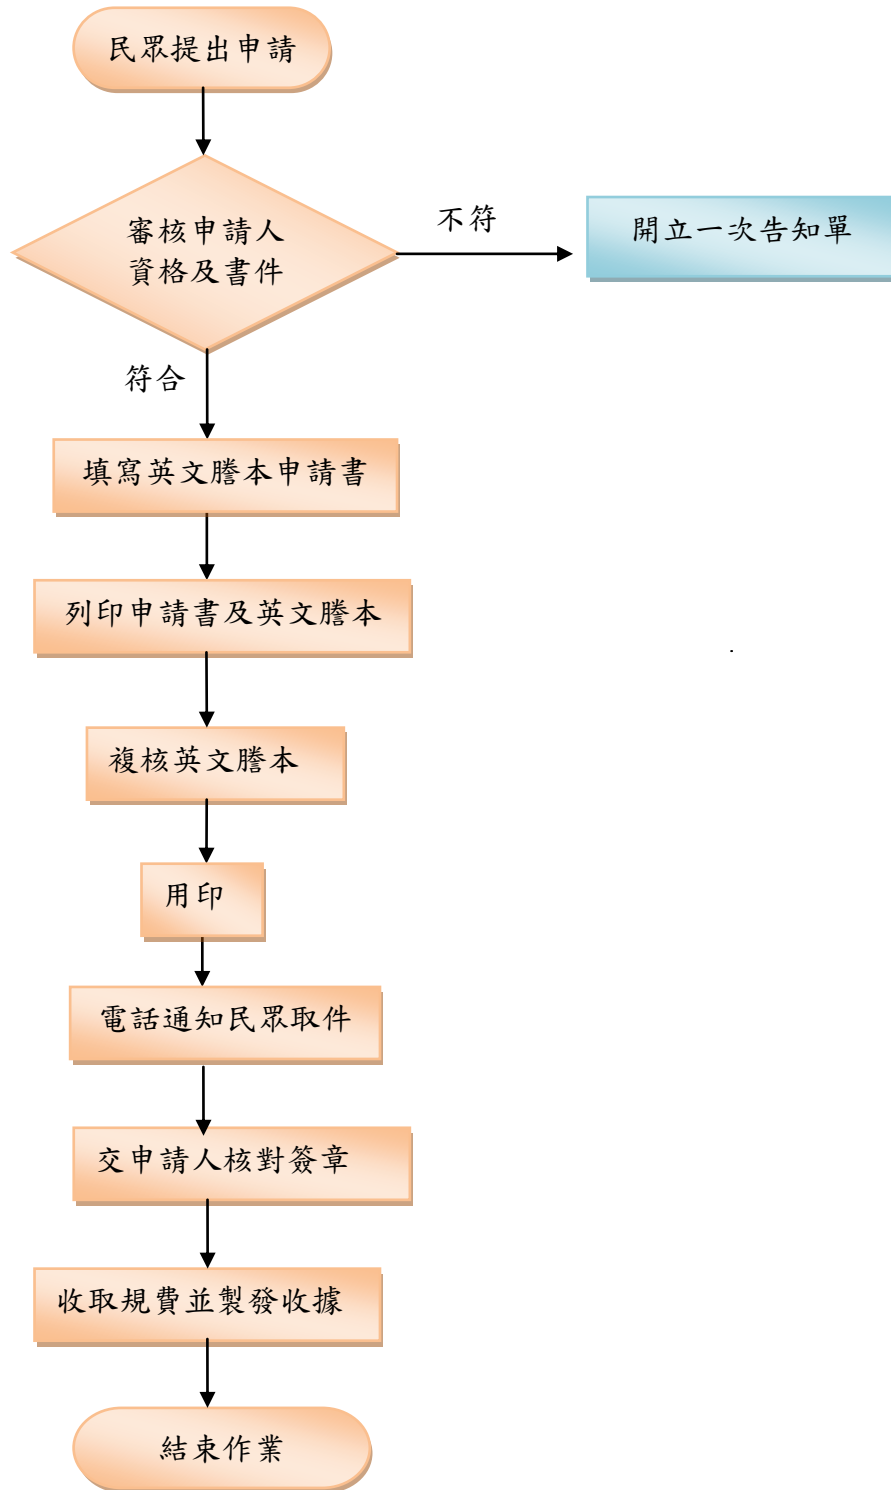 民眾提出申請
審核申請人
資格及書件
不符
開立一次告知單
符合
填寫英文謄本申請書
列印申請書及英文謄本
複核英文謄本
用印
電話通知民眾取件
交申請人核對簽章
收取規費並製發收據
結束作業